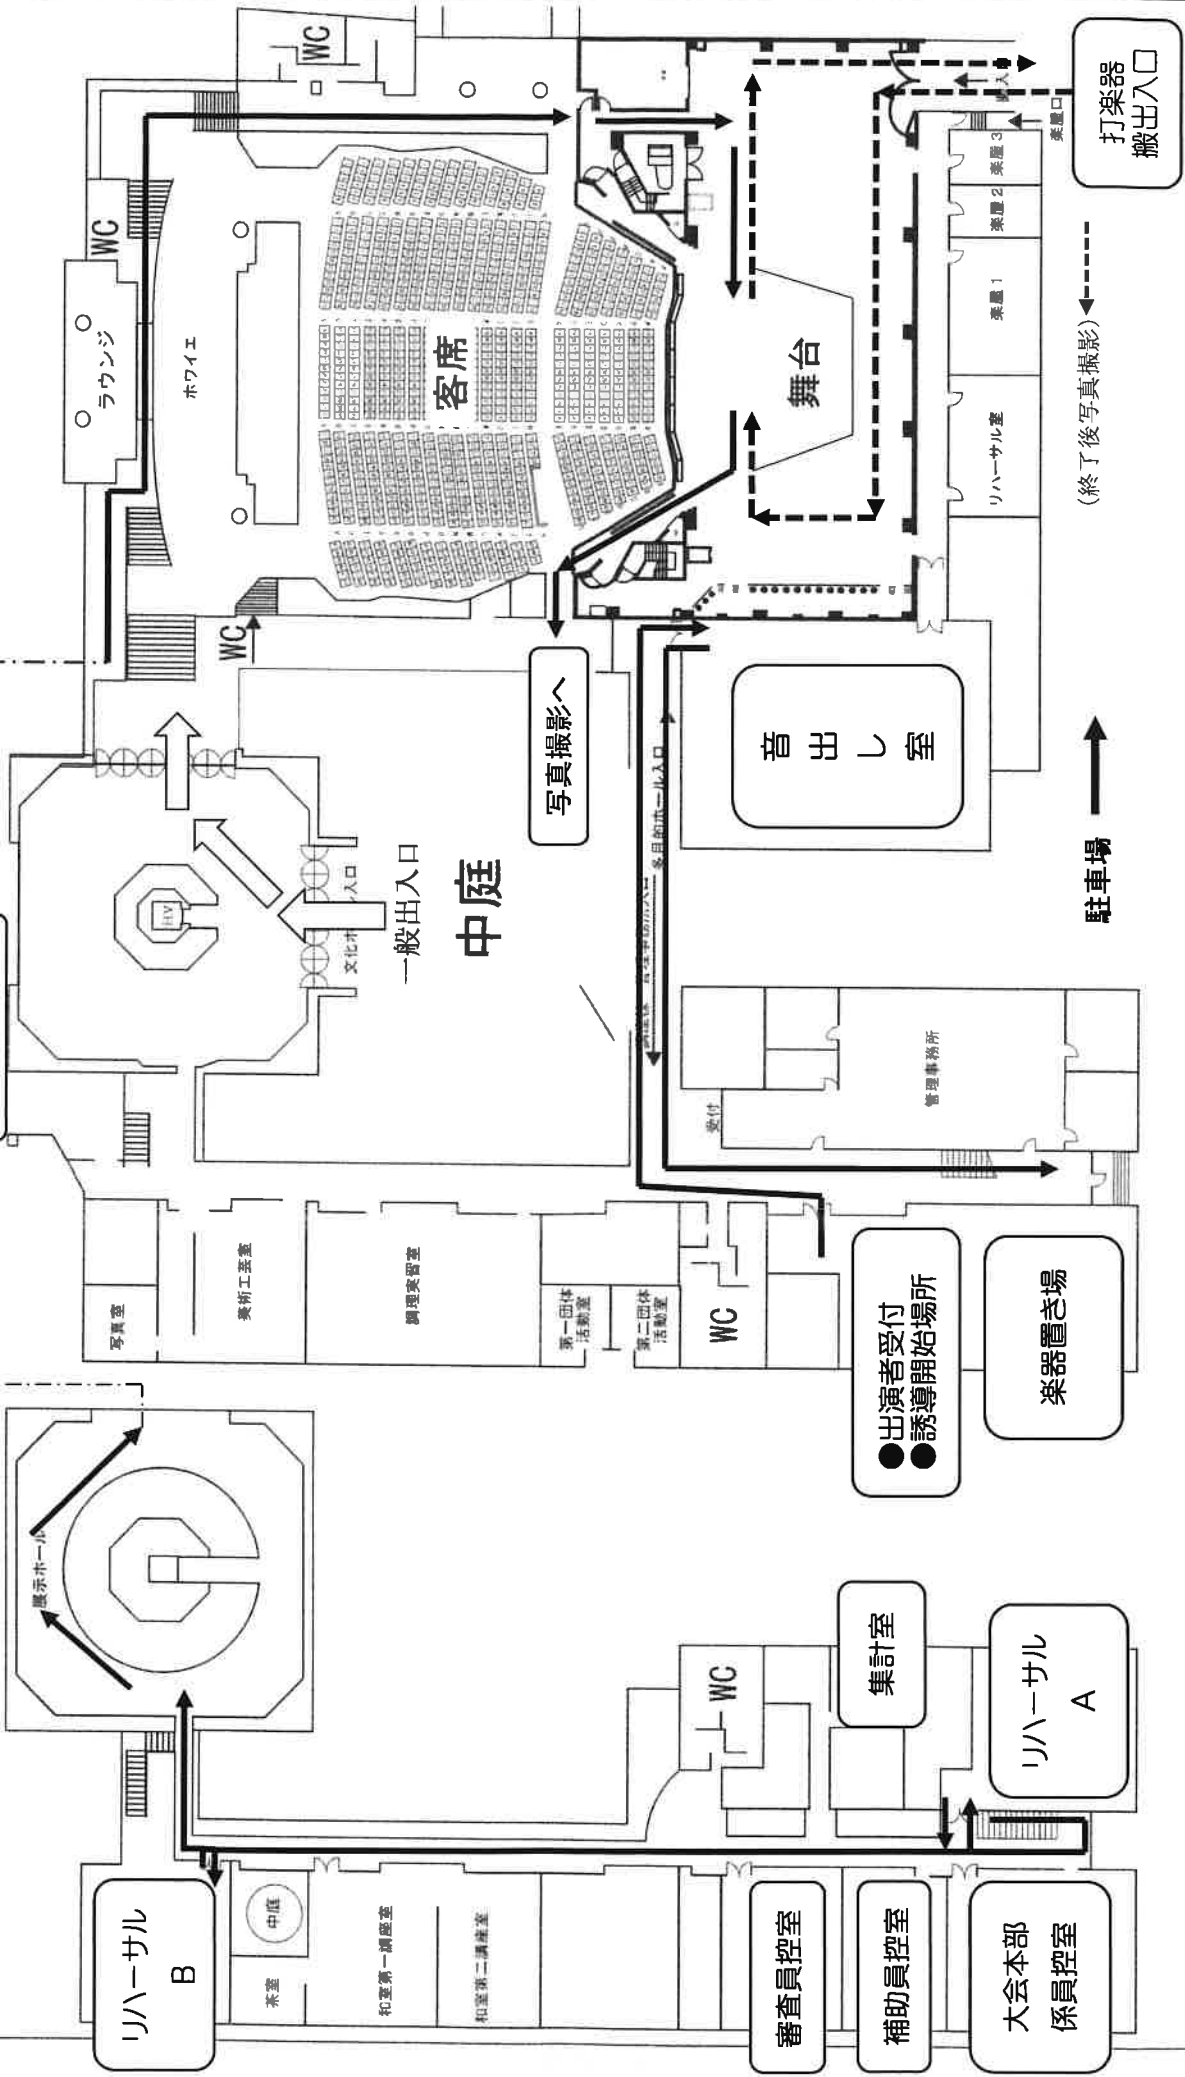 リハーサル
B
中庭
茶室
和室第一講座室
和室第二講座室
審査員控室
補助員控室
大会本部
係員控室
展示ホール
WC
集計室
リハーサル
A
写真室
美術工芸室
調理実習室
第一団体
活動室
第二団体
活動室
WC
●出演者受付
●誘導開始場所
楽器置き場
受付
管理事務所
一般出入口
中庭
多目的ホール入口
写真撮影へ
音出し室
駐車場
WC
ラウンジ
ホワイエ
WC
WC
客席
舞台
リハーサル室
楽屋1
楽屋2
楽屋3
楽屋口
打楽器
搬出入口
(終了後写真撮影)